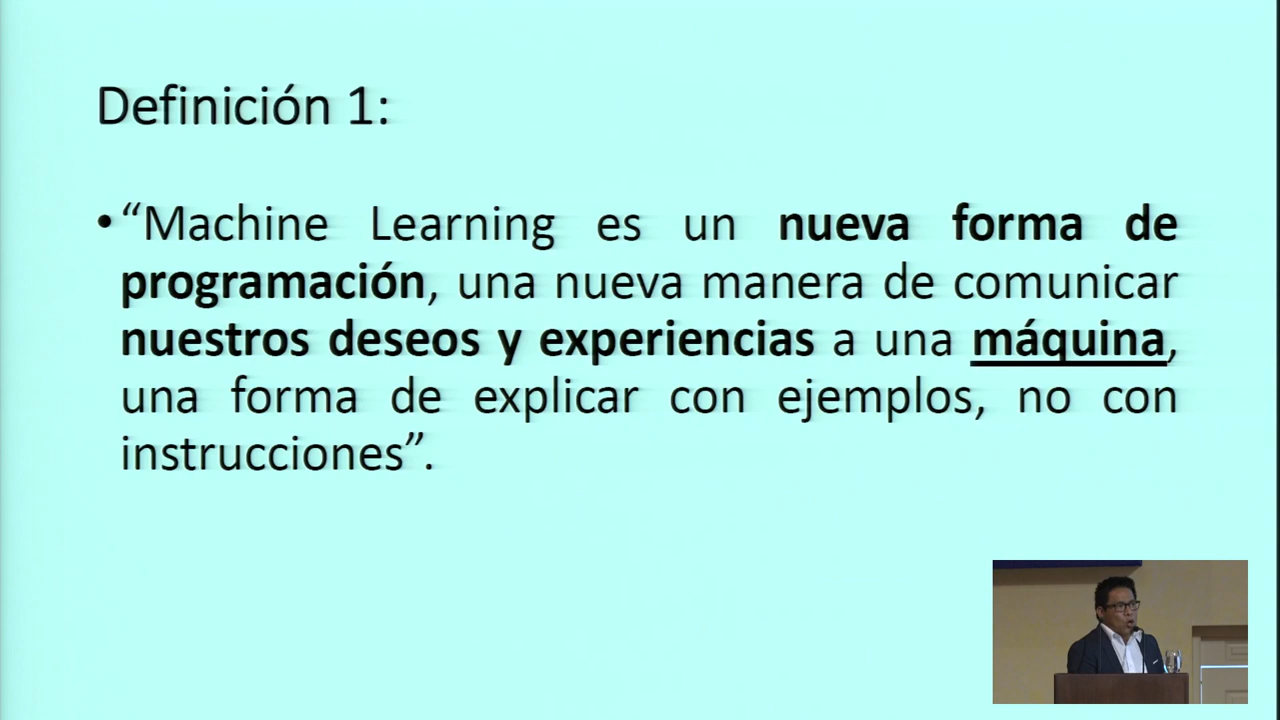 Definición 1:
• “Machine Learning es un nueva forma de
programación, una nueva manera de comunicar
nuestros deseos y experiencias a una máquina,
una forma de explicar con ejemplos, no con
instrucciones”.